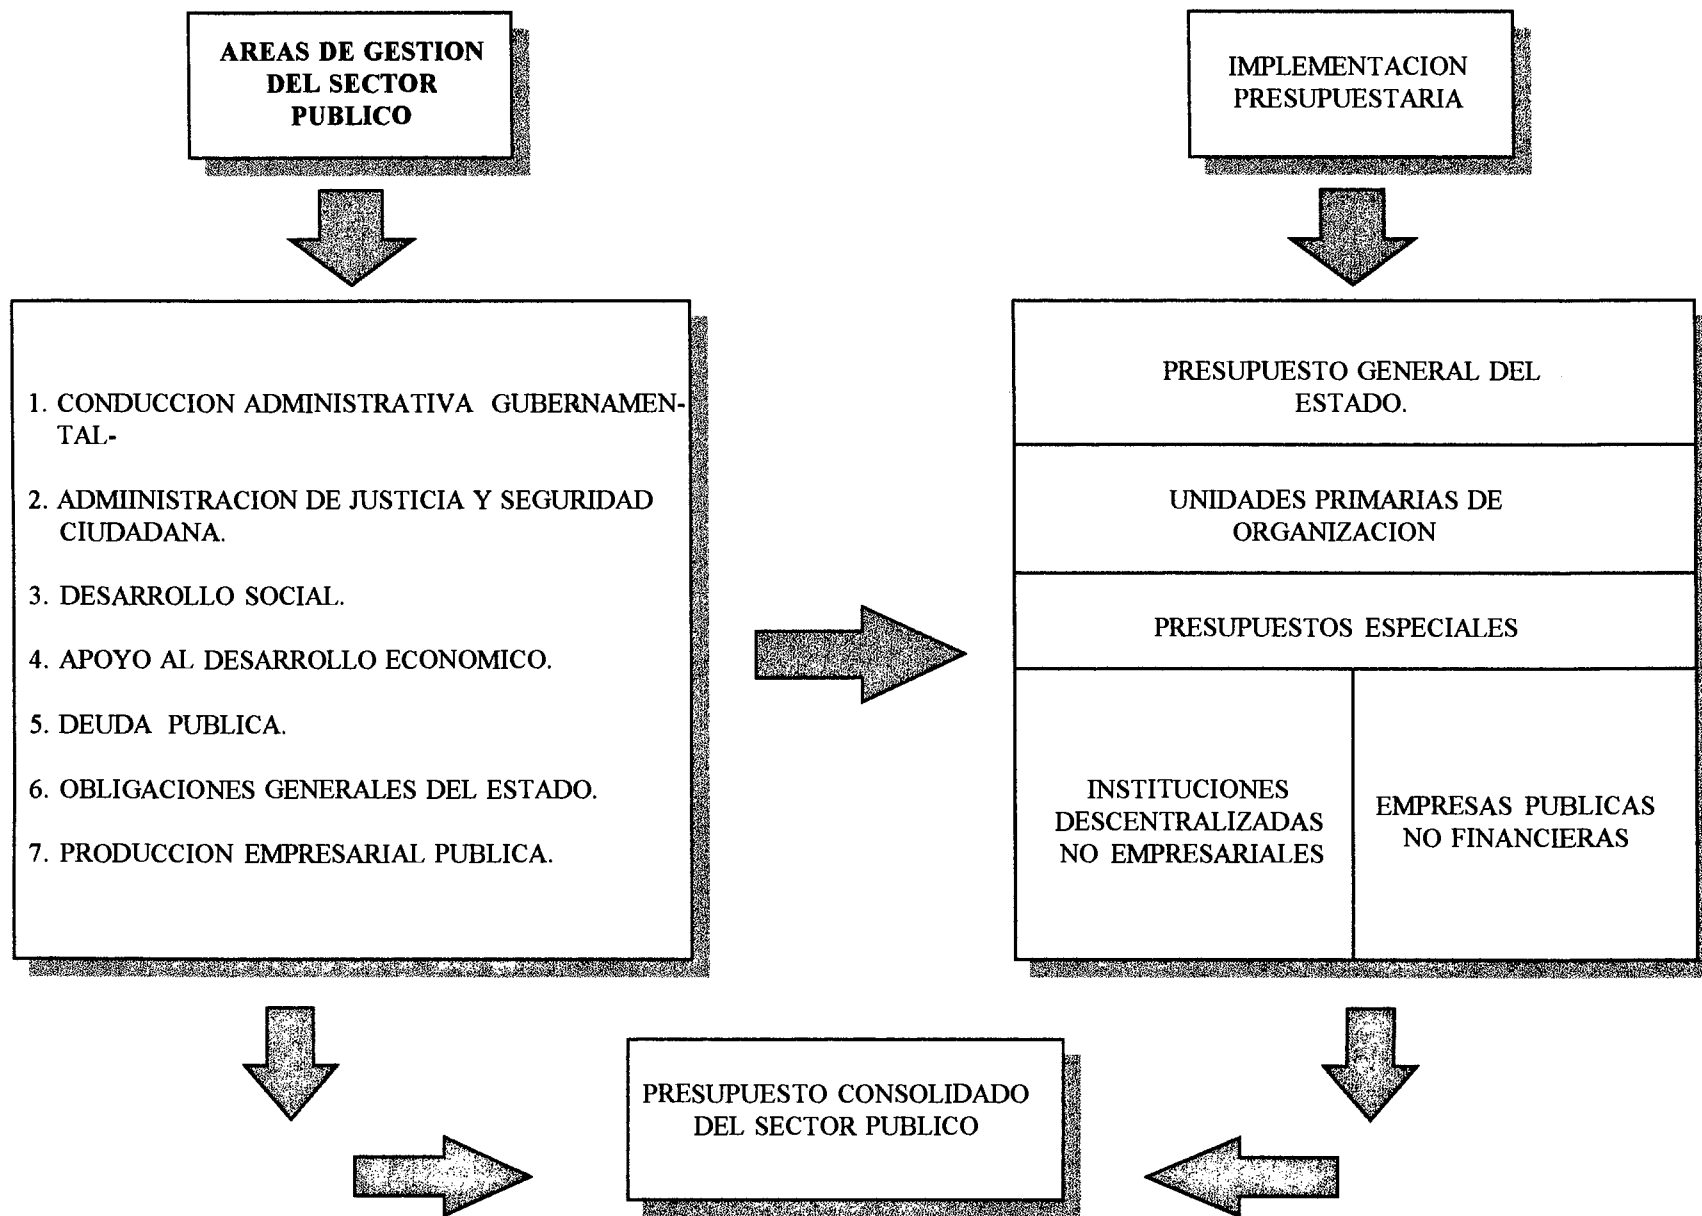 AREAS DE GESTION
DEL SECTOR
PUBLICO
1. CONDUCCION ADMINISTRATIVA GUBERNAMEN-
TAL-
2. ADMIINISTRACION DE JUSTICIA Y SEGURIDAD
CIUDADANA.
3. DESARROLLO SOCIAL.
4. APOYO AL DESARROLLO ECONOMICO.
5. DEUDA PUBLICA.
6. OBLIGACIONES GENERALES DEL ESTADO.
7. PRODUCCION EMPRESARIAL PUBLICA.
IMPLEMENTACION
PRESUPUESTARIA
PRESUPUESTO GENERAL DEL
ESTADO.
UNIDADES PRIMARIAS DE
ORGANIZACION
PRESUPUESTOS ESPECIALES
INSTITUCIONES
DESCENTRALIZADAS
NO EMPRESARIALES
EMPRESAS PUBLICAS
NO FINANCIERAS
PRESUPUESTO CONSOLIDADO
DEL SECTOR PUBLICO